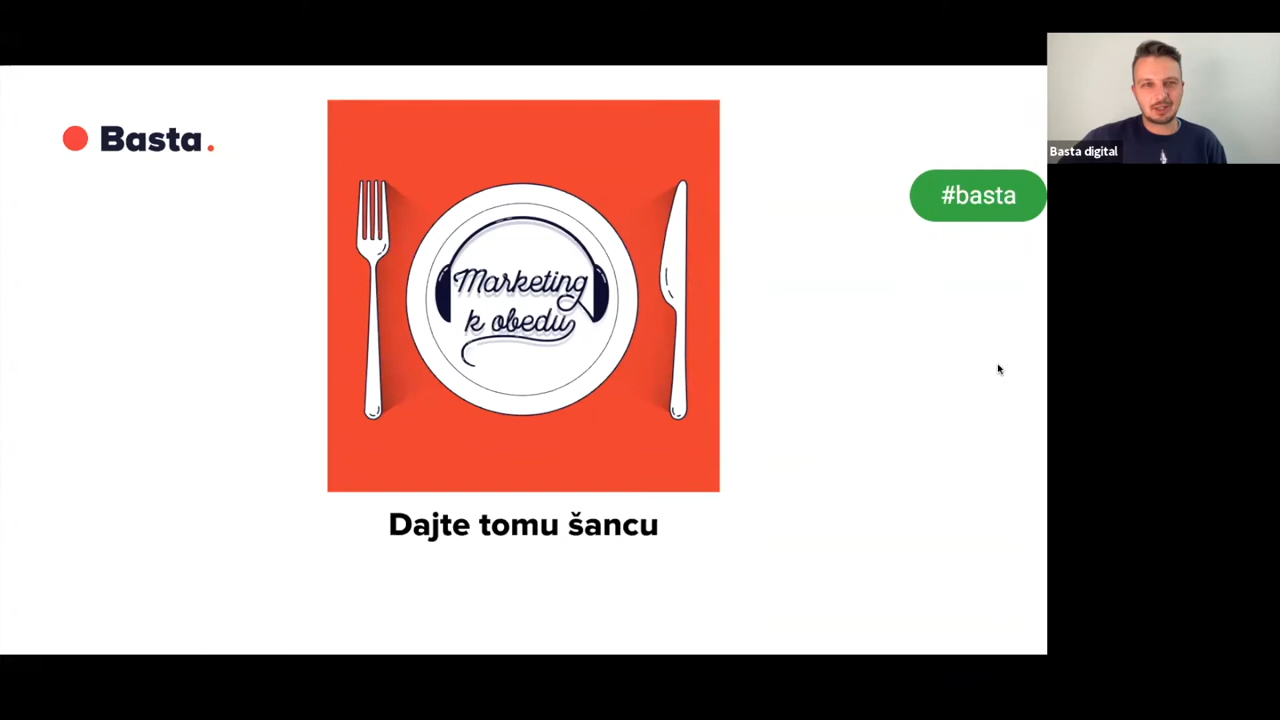 Basta.
Marketing
k obedu
Dajte tomu šancu
#basta
Basta digital